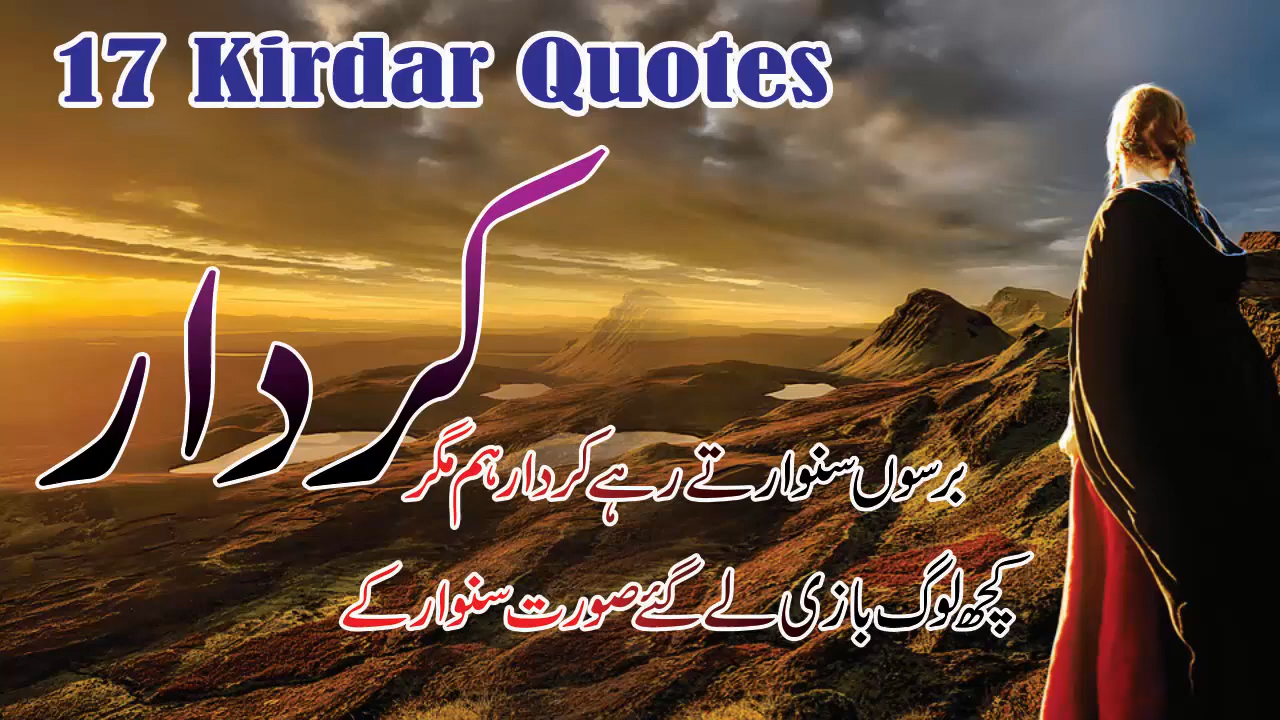 17 Kirdar Quotes
کردار
برسوں سنوارتے رہے کردار ہم مگر
کچھ لوگ بازی لے گئے صورت سنوار کے